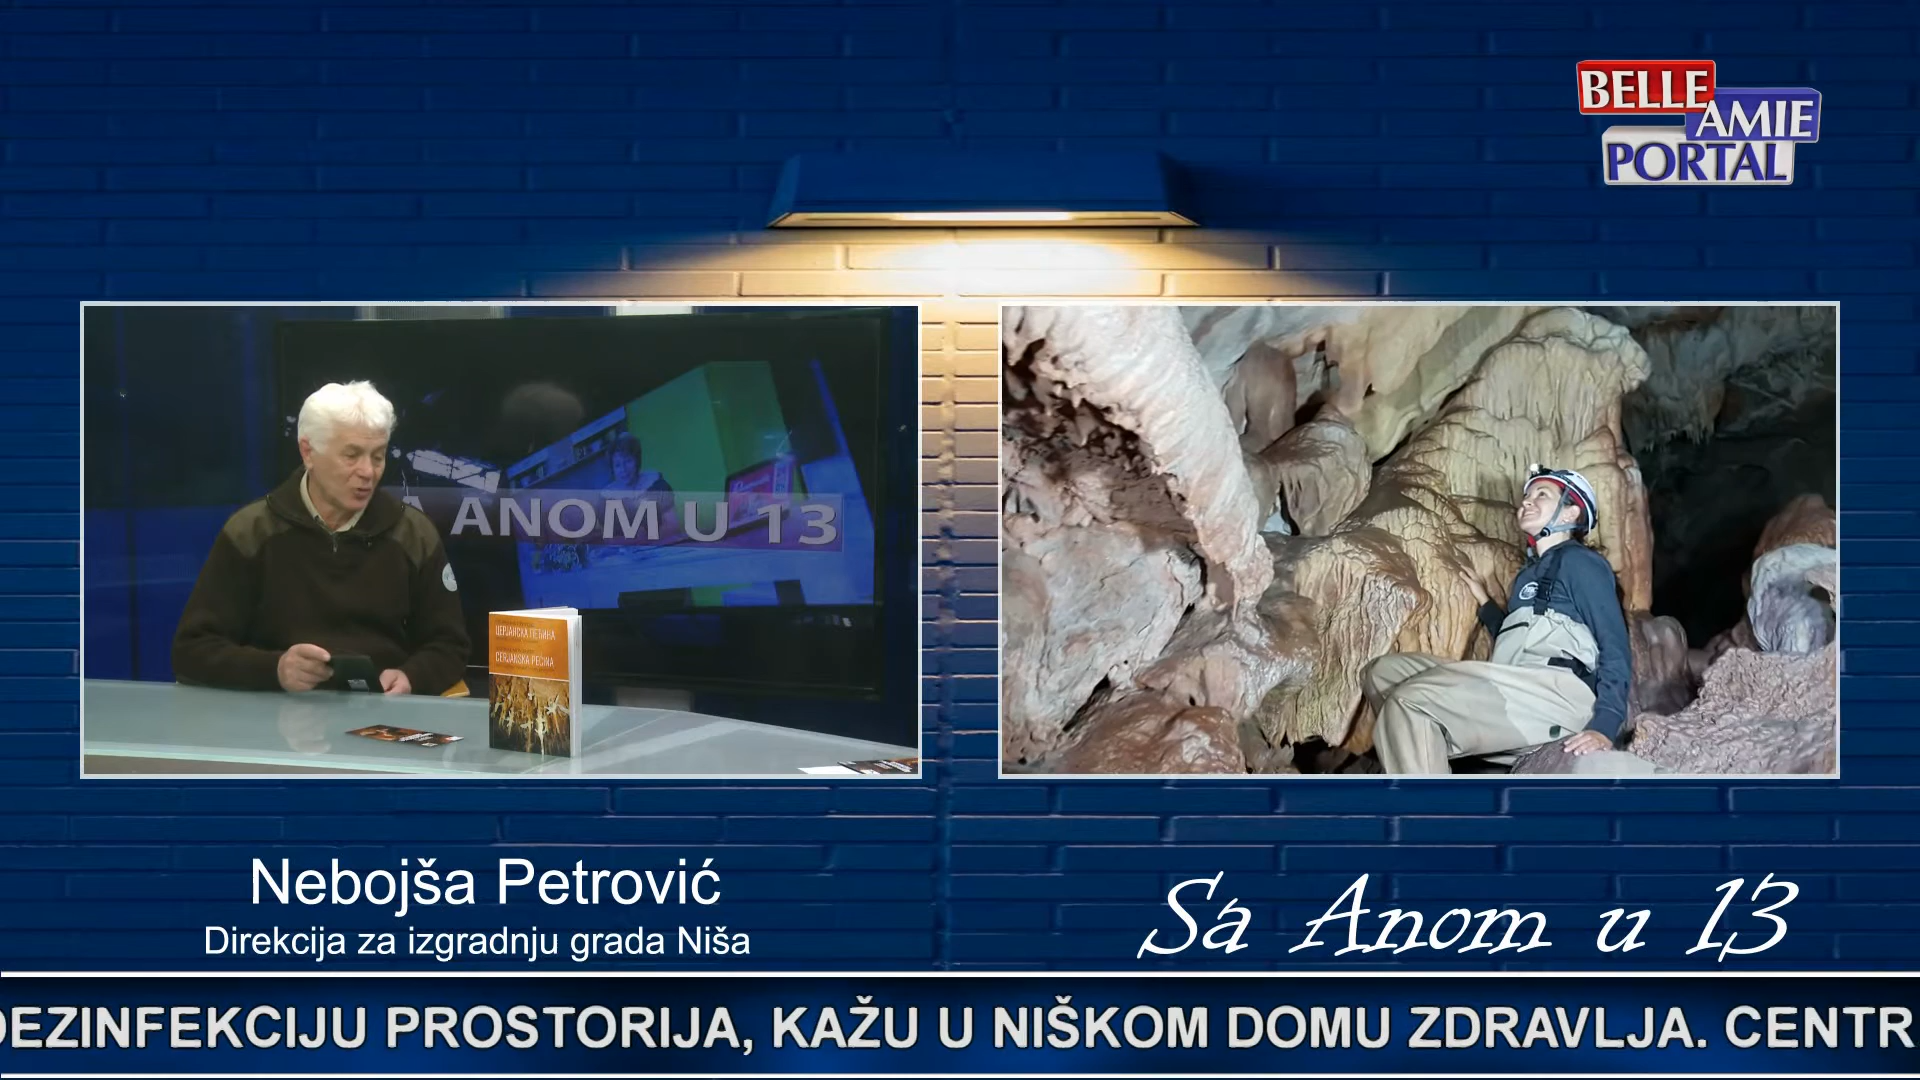 BELLE
AMIE
PORTAL
ANOM U 13
ЦЕРЈАНСКА ПЕЋИНА
CERJANSKA PEĆINA
Nebojša Petrović
Direkcija za izgradnju grada Niša
Sa Anom u 13
DEZINFEKCIJU PROSTORIJA, KAŽU U NIŠKOM DOMU ZDRAVLJA. CENTR